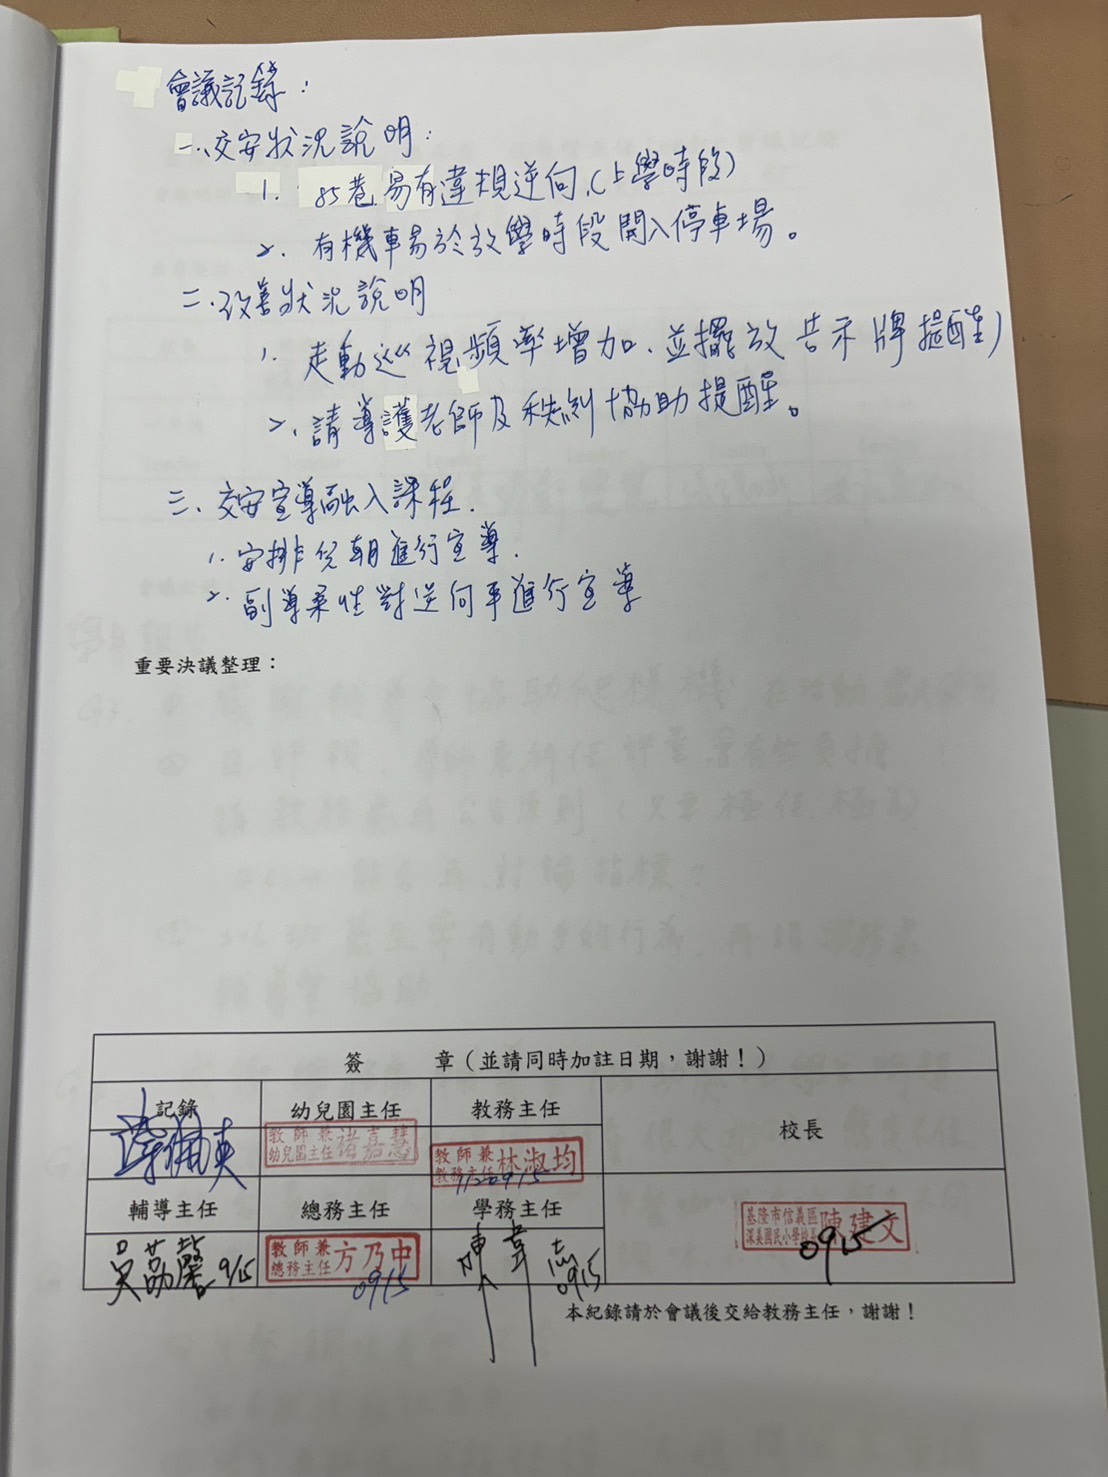 會議記錄：
一、交安狀況說明：
1. 85巷易有違規逆向.(上學時段)
2. 有機車易於放學時段開入停車場。
二、改善狀況說明
1. 走動巡視頻率增加、並擺放告示牌提醒)
2. 請導護老師及秩糾協助提醒。
三、交安宣導融入課程.
1. 安排兒朝進行宣導.
2. 副導柔性對逆向車進行宣導
重要決議整理：
簽 章（並請同時加註日期，謝謝！）
記錄 幼兒園主任 教務主任 校長
教師兼幼兒園主任褚嘉慧
教師兼教務主任林淑均
輔導主任 總務主任 學務主任
基隆市信義區深美國民小學校長陳建文 0915
9/15
教師兼總務主任方乃中 0915
0915
本紀錄請於會議後交給教務主任，謝謝！